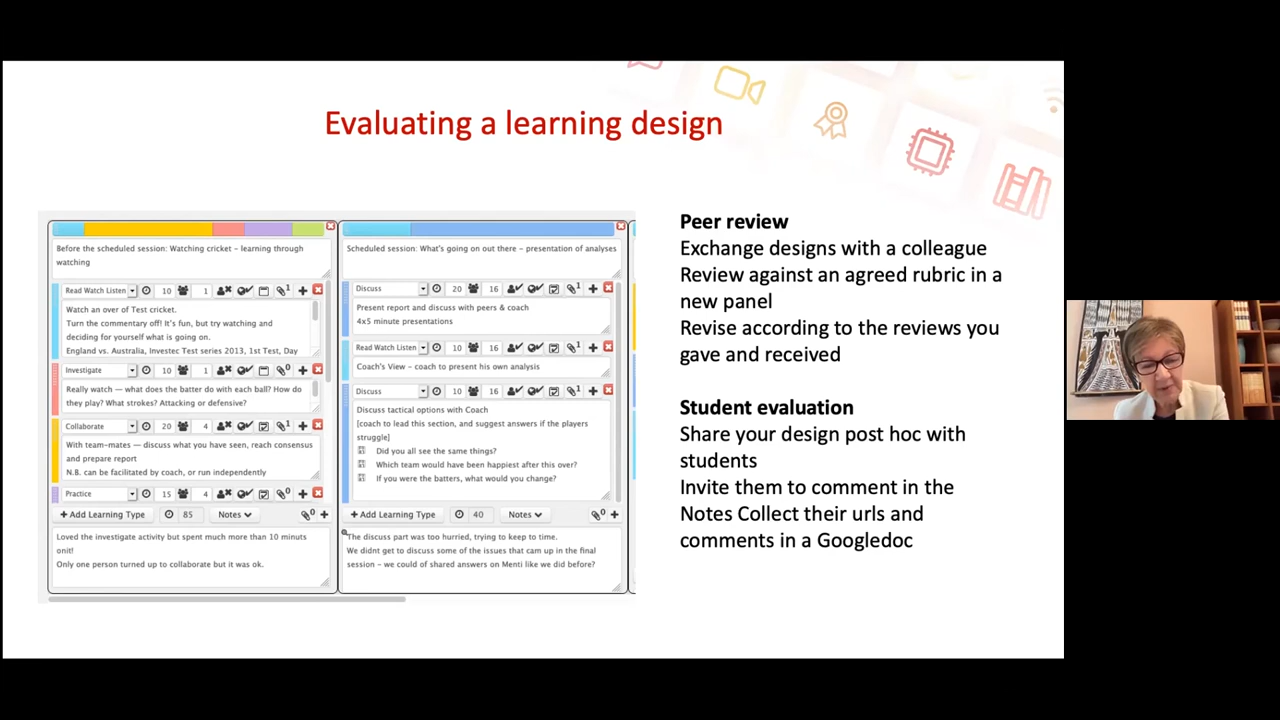 Evaluating a learning design
Before the scheduled session: Watching cricket – learning through
watching
Read Watch Listen 10 1 1
Watch an over of Test cricket.
Turn the commentary off! It's fun, but try watching and
deciding for yourself what is going on.
England vs. Australia, Investec Test series 2013, 1st Test, Day
Investigate 10 1 0
Really watch — what does the batter do with each ball? How do
they play? What strokes? Attacking or defensive?
Collaborate 20 4 1
With team-mates — discuss what you have seen, reach consensus
and prepare report
N.B. can be facilitated by coach, or run independently
Practice 15 4 0
+ Add Learning Type 85 Notes 0 +
Loved the investigate activity but spent much more than 10 minuts
onit!
Only one person turned up to collaborate but it was ok.
Scheduled session: What's going on out there – presentation of analyses
Discuss 20 16 1
Present report and discuss with peers & coach
4x5 minute presentations
Read Watch Listen 10 16 1
Coach's View – coach to present his own analysis
Discuss 10 16 1
Discuss tactical options with Coach
[coach to lead this section, and suggest answers if the players
struggle]
Did you all see the same things?
Which team would have been happiest after this over?
If you were the batters, what would you change?
+ Add Learning Type 40 Notes 0 +
The discuss part was too hurried, trying to keep to time.
We didnt get to discuss some of the issues that cam up in the final
session – we could of shared answers on Menti like we did before?
Peer review
Exchange designs with a colleague
Review against an agreed rubric in a
new panel
Revise according to the reviews you
gave and received
Student evaluation
Share your design post hoc with
students
Invite them to comment in the
Notes Collect their urls and
comments in a Googledoc